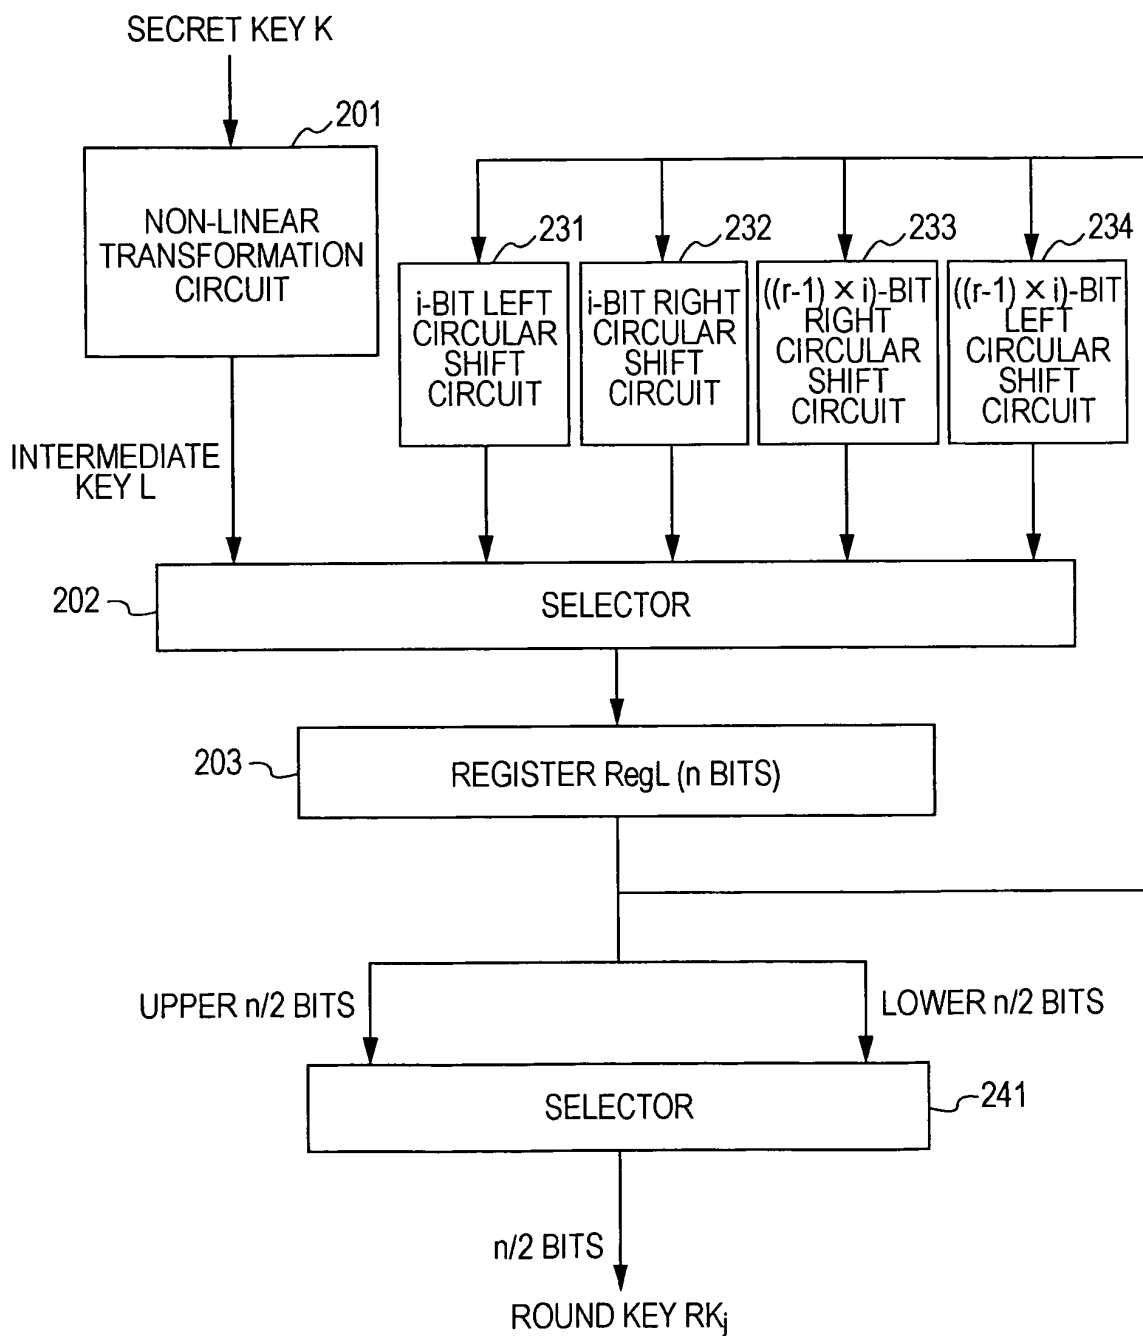 SECRET KEY K
201
NON-LINEAR
TRANSFORMATION
CIRCUIT
231
232
233
234
i-BIT LEFT
CIRCULAR
SHIFT
CIRCUIT
i-BIT RIGHT
CIRCULAR
SHIFT
CIRCUIT
((r-1) × i)-BIT
RIGHT
CIRCULAR
SHIFT
CIRCUIT
((r-1) × i)-BIT
LEFT
CIRCULAR
SHIFT
CIRCUIT
INTERMEDIATE
KEY L
202
SELECTOR
203
REGISTER RegL (n BITS)
UPPER n/2 BITS
LOWER n/2 BITS
SELECTOR
241
n/2 BITS
ROUND KEY RKj